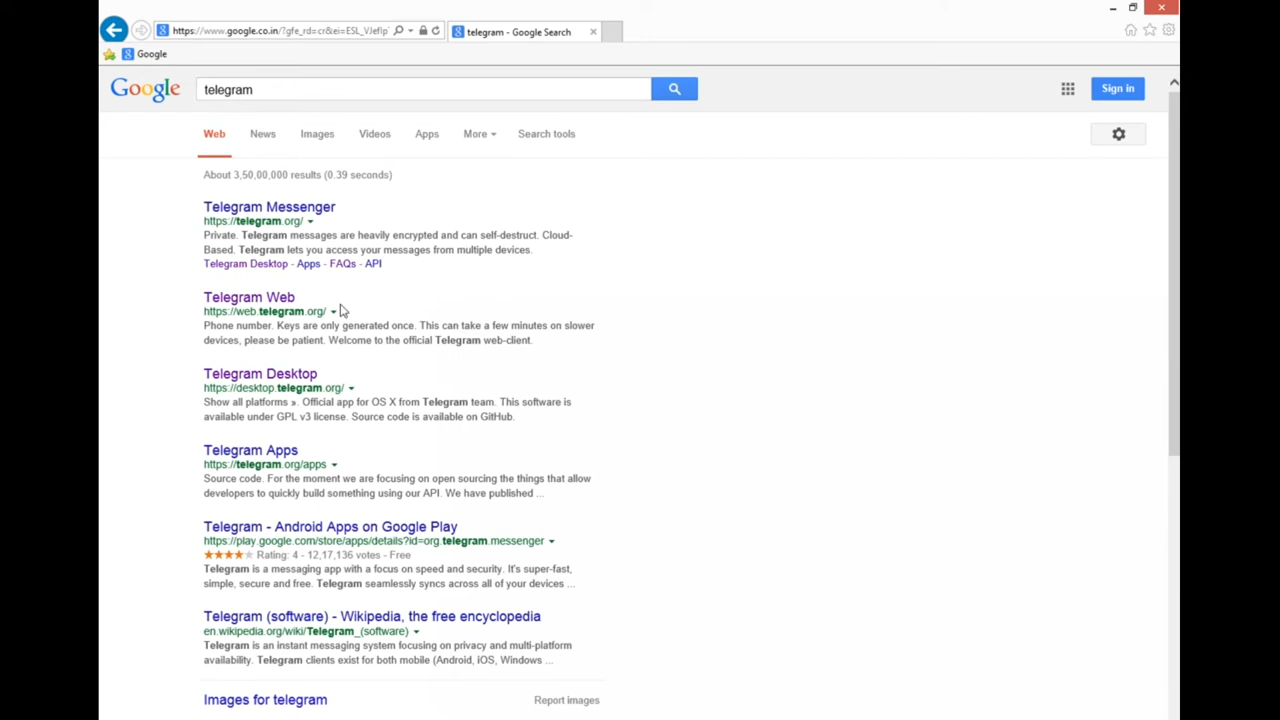 https://www.google.co.in/?gfe_rd=cr&ei=ESL_VJeflp
telegram - Google Search
Google
Google
telegram
Sign in
Web News Images Videos Apps More Search tools
About 3,50,00,000 results (0.39 seconds)
Telegram Messenger
https://telegram.org/
Private. Telegram messages are heavily encrypted and can self-destruct. Cloud-
Based. Telegram lets you access your messages from multiple devices.
Telegram Desktop - Apps - FAQs - API
Telegram Web
https://web.telegram.org/
Phone number. Keys are only generated once. This can take a few minutes on slower
devices, please be patient. Welcome to the official Telegram web-client.
Telegram Desktop
https://desktop.telegram.org/
Show all platforms ». Official app for OS X from Telegram team. This software is
available under GPL v3 license. Source code is available on GitHub.
Telegram Apps
https://telegram.org/apps
Source code. For the moment we are focusing on open sourcing the things that allow
developers to quickly build something using our API. We have published ...
Telegram - Android Apps on Google Play
https://play.google.com/store/apps/details?id=org.telegram.messenger
Rating: 4 - 12,17,136 votes - Free
Telegram is a messaging app with a focus on speed and security. It's super-fast,
simple, secure and free. Telegram seamlessly syncs across all of your devices ...
Telegram (software) - Wikipedia, the free encyclopedia
en.wikipedia.org/wiki/Telegram_(software)
Telegram is an instant messaging system focusing on privacy and multi-platform
availability. Telegram clients exist for both mobile (Android, iOS, Windows ...
Images for telegram
Report images